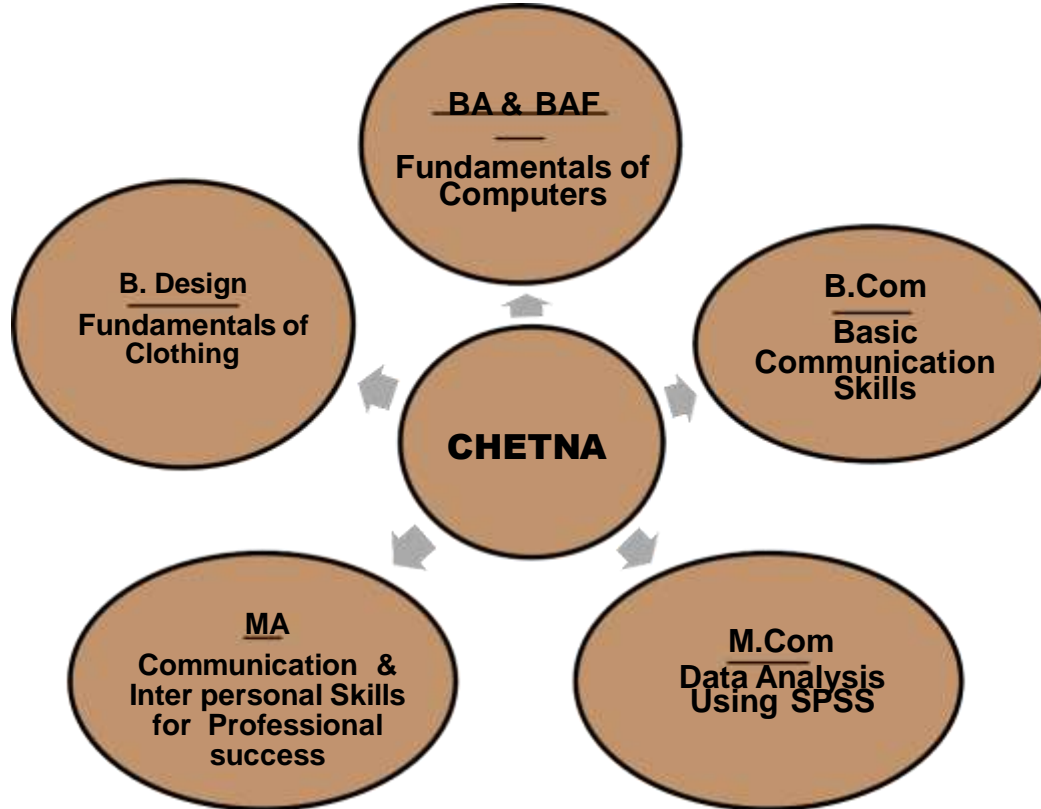 BA & BAF
Fundamentals of
Computers
B. Design
Fundamentals of
Clothing
B.Com
Basic
Communication
Skills
CHETNA
MA
Communication &
Inter personal Skills
for Professional
success
M.Com
Data Analysis
Using SPSS